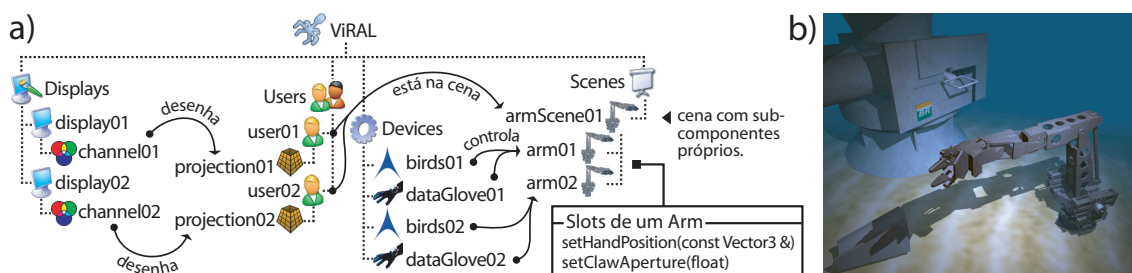 a)
ViRAL
b)
Displays
display01
channel01
display02
channel02
desenha
desenha
Users
user01
projection01
user02
projection02
está na cena
Devices
birds01
dataGlove01
birds02
dataGlove02
controla
Scenes
armScene01
arm01
arm02
cena com sub-
componentes
próprios.
Slots de um Arm
setHandPosition(const Vector3 &)
setClawAperture(float)
BR